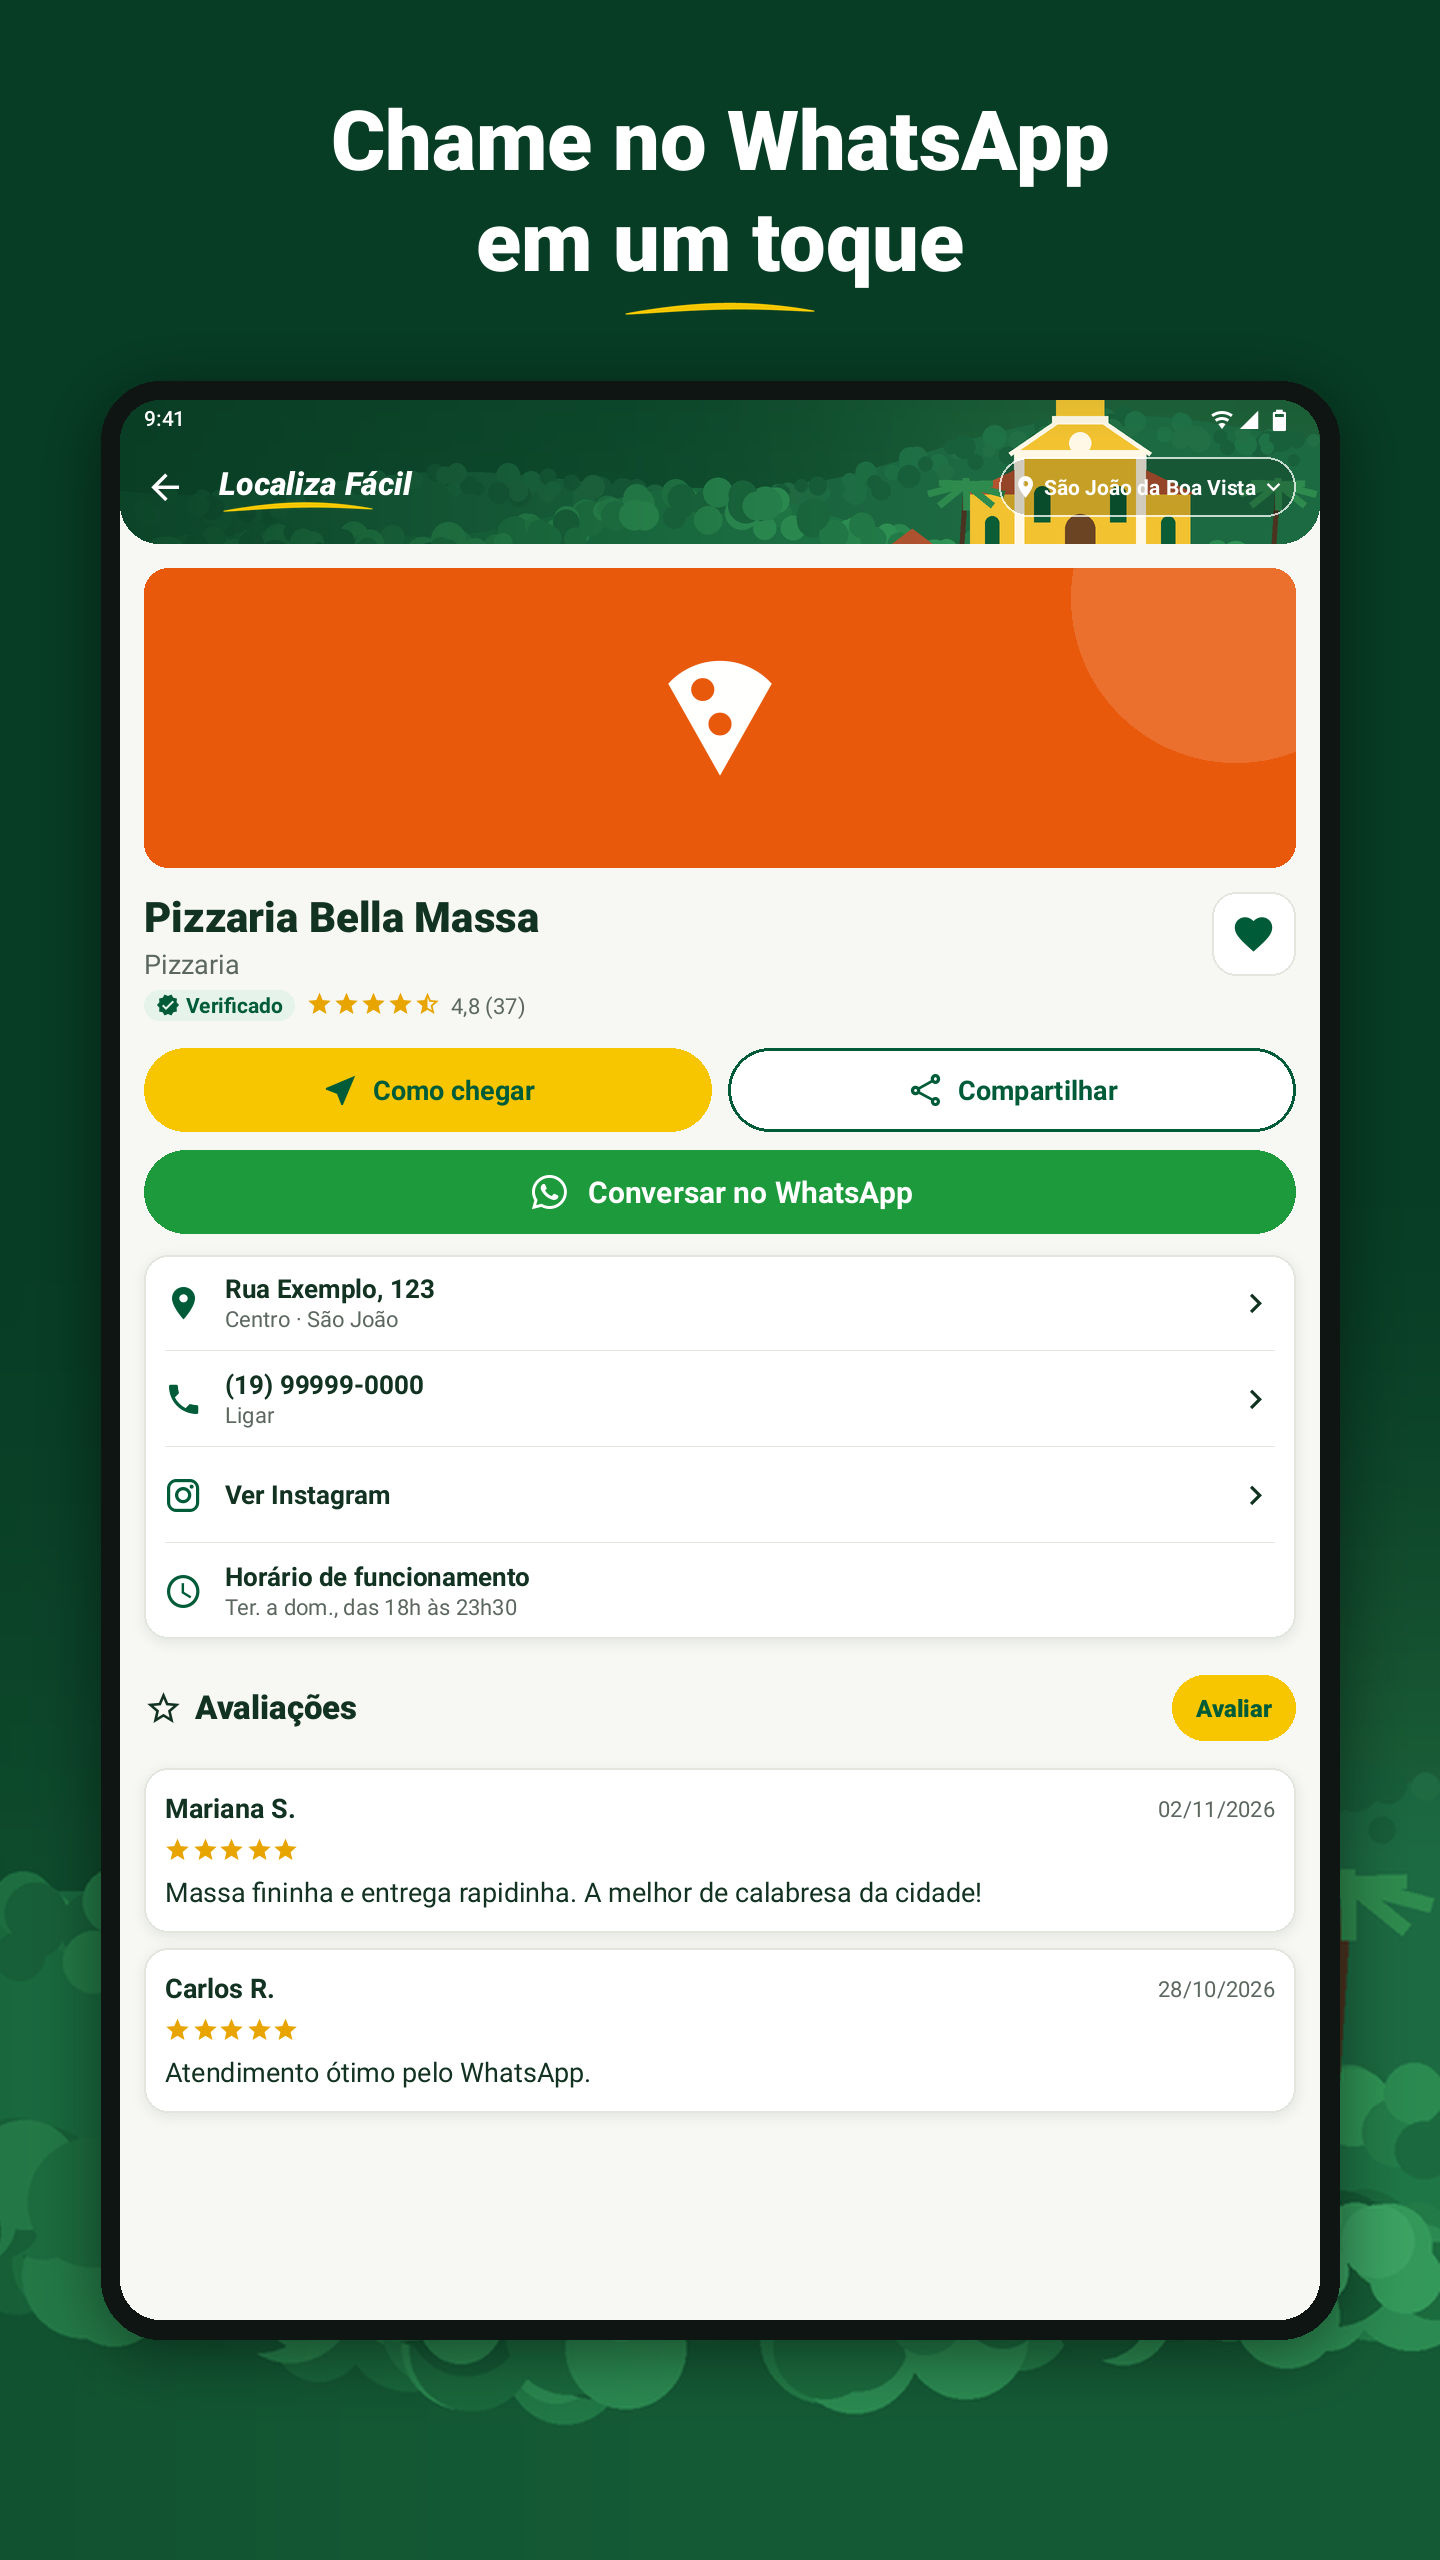 Chame no WhatsApp
em um toque
9:41
Localiza Fácil
São João da Boa Vista
Pizzaria Bella Massa
Pizzaria
Verificado
4,8 (37)
Como chegar
Compartilhar
Conversar no WhatsApp
Rua Exemplo, 123
Centro · São João
(19) 99999-0000
Ligar
Ver Instagram
Horário de funcionamento
Ter. a dom., das 18h às 23h30
Avaliações
Avaliar
Mariana S.
02/11/2026
Massa fininha e entrega rapidinha. A melhor de calabresa da cidade!
Carlos R.
28/10/2026
Atendimento ótimo pelo WhatsApp.